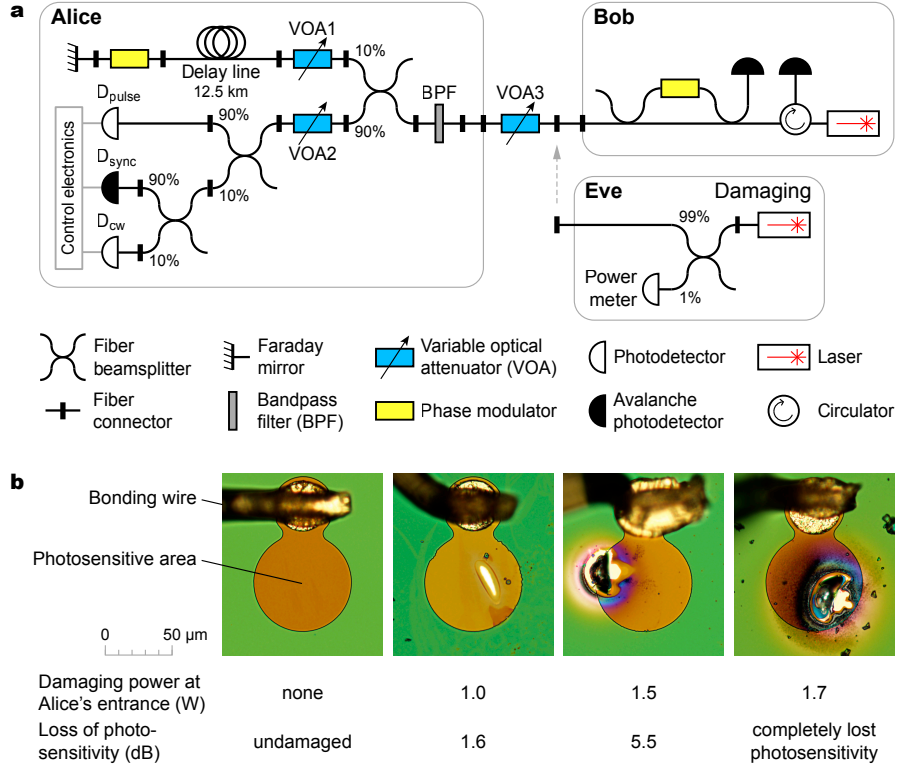 a
Alice
Bob
VOA1
10%
Delay line
12.5 km
BPF
VOA3
D_pulse
90%
VOA2
90%
D_sync
90%
10%
Control electronics
D_cw
10%
Eve
Damaging
99%
Power
meter
1%
Fiber
beamsplitter
Faraday
mirror
Variable optical
attenuator (VOA)
Photodetector
Laser
Fiber
connector
Bandpass
filter (BPF)
Phase modulator
Avalanche
photodetector
Circulator
b
Bonding wire
Photosensitive area
0 50 µm
Damaging power at
Alice's entrance (W)
none 1.0 1.5 1.7
Loss of photo-
sensitivity (dB)
undamaged 1.6 5.5 completely lost
photosensitivity